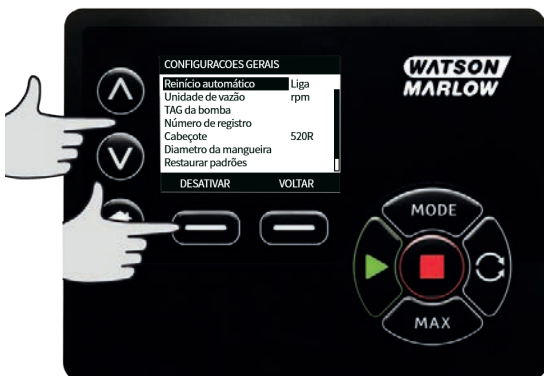 CONFIGURACOES GERAIS
Reinício automático Liga
Unidade de vazão rpm
TAG da bomba
Número de registro
Cabeçote 520R
Diametro da mangueira
Restaurar padrões
DESATIVAR VOLTAR
WATSON
MARLOW
MODE
MAX